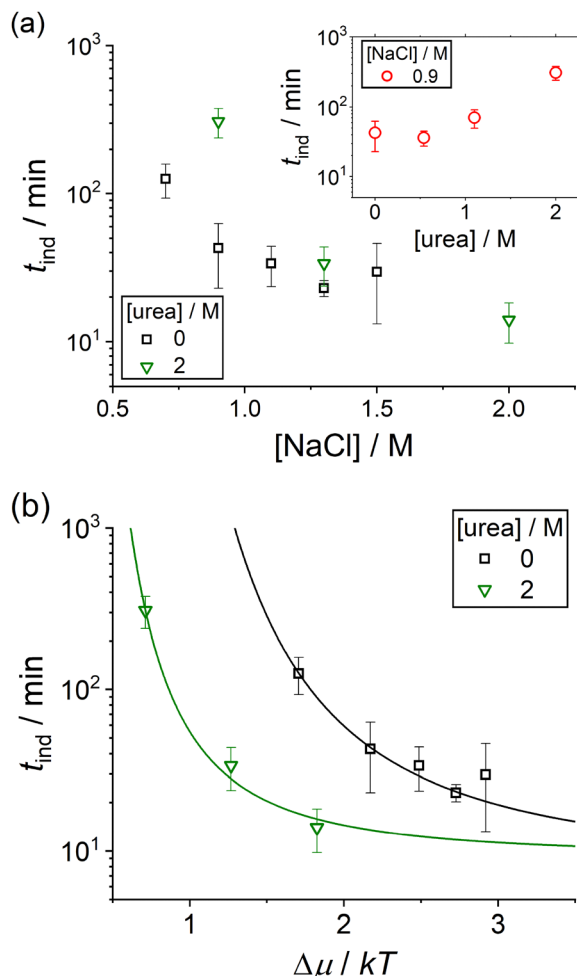 (a)
10³
10²
10¹
t_ind / min
[urea] / M
0
2
0.5
1.0
1.5
2.0
[NaCl] / M
10³
10²
10¹
t_ind / min
[NaCl] / M
0.9
0
1
2
[urea] / M
(b)
10³
10²
10¹
t_ind / min
[urea] / M
0
2
1
2
3
Δμ / kT